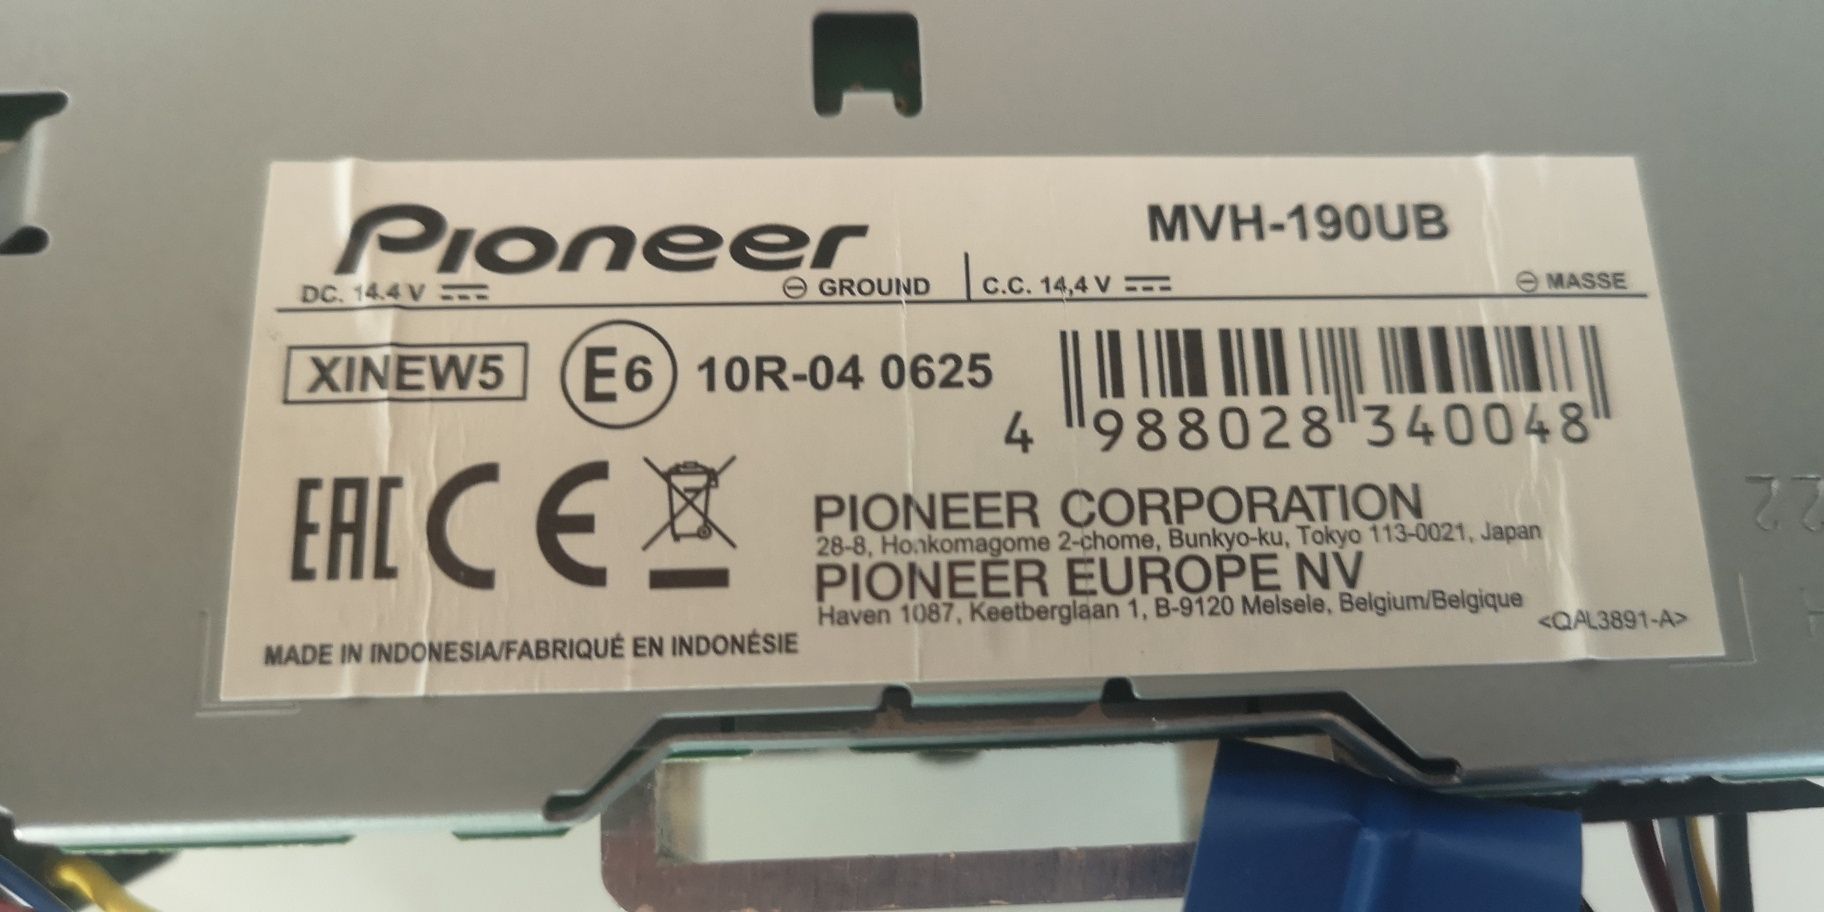 Pioneer
MVH-190UB
DC. 14.4 V ⎓ ⊖ GROUND C.C. 14,4 V ⎓ ⊖ MASSE
XINEW5 E6 10R-04 0625
4 988028 340048
EAC CE
PIONEER CORPORATION
28-8, Honkomagome 2-chome, Bunkyo-ku, Tokyo 113-0021, Japan
PIONEER EUROPE NV
Haven 1087, Keetberglaan 1, B-9120 Melsele, Belgium/Belgique
<QAL3891-A>
MADE IN INDONESIA/FABRIQUÉ EN INDONÉSIE
22